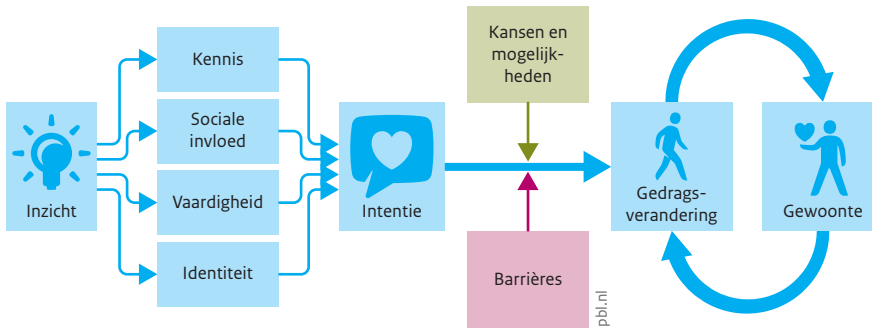 Inzicht
Kennis
Sociale
invloed
Vaardigheid
Identiteit
Intentie
Kansen en
mogelijk-
heden
Barrières
pbl.nl
Gedrags-
verandering
Gewoonte